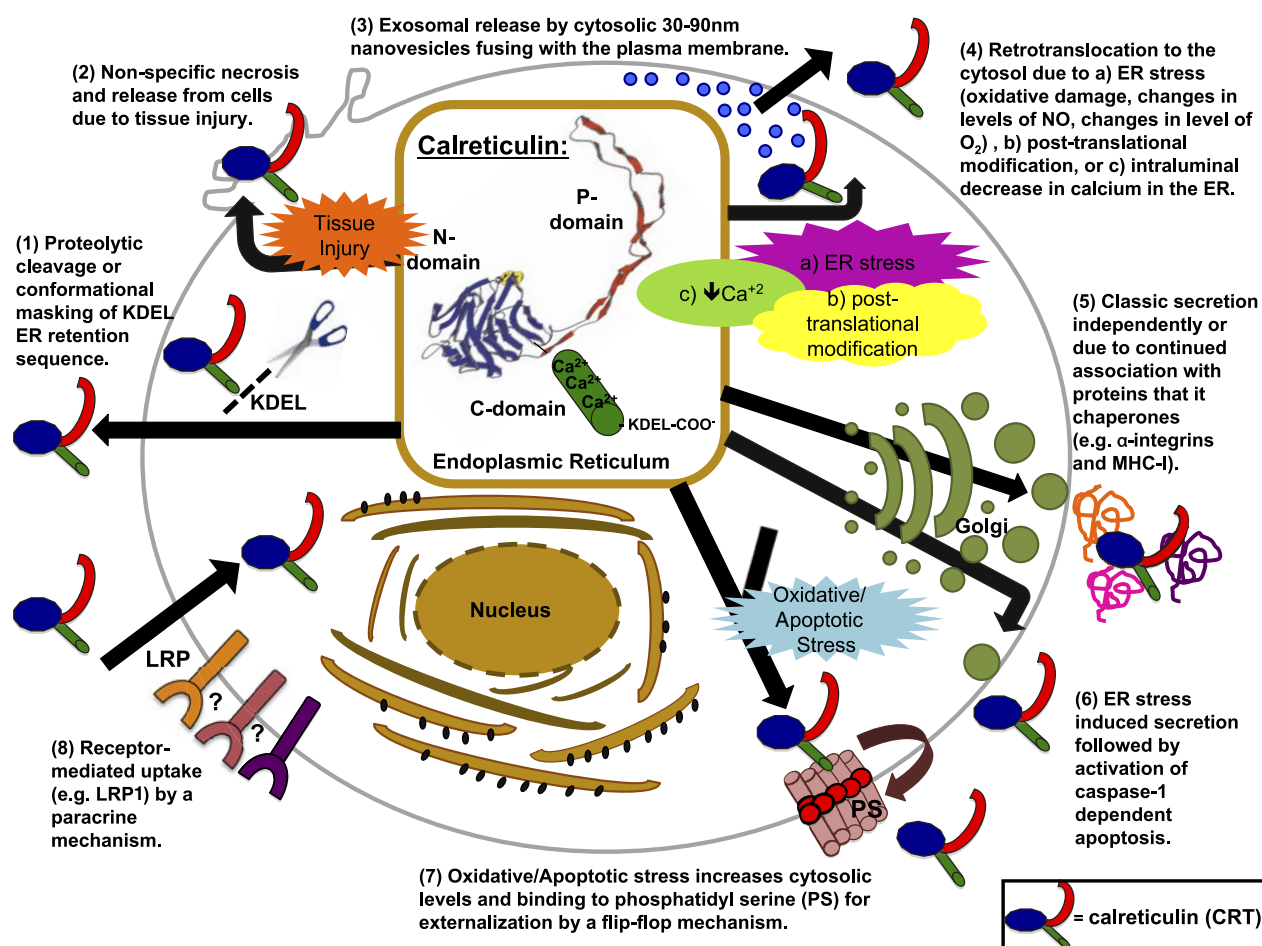 (3) Exosomal release by cytosolic 30-90nm
nanovesicles fusing with the plasma membrane.
(2) Non-specific necrosis
and release from cells
due to tissue injury.
(4) Retrotranslocation to the
cytosol due to a) ER stress
(oxidative damage, changes in
levels of NO, changes in level of
O₂) , b) post-translational
modification, or c) intraluminal
decrease in calcium in the ER.
Calreticulin:
P-
domain
N-
domain
Tissue
Injury
(1) Proteolytic
cleavage or
conformational
masking of KDEL
ER retention
sequence.
KDEL
a) ER stress
c) ↓Ca⁺²
b) post-
translational
modification
Ca²⁺
Ca²⁺
Ca²⁺
C-domain
- KDEL-COO⁻
Endoplasmic Reticulum
(5) Classic secretion
independently or
due to continued
association with
proteins that it
chaperones
(e.g. α-integrins
and MHC-I).
Golgi
Nucleus
Oxidative/
Apoptotic
Stress
LRP
?
?
(8) Receptor-
mediated uptake
(e.g. LRP1) by a
paracrine
mechanism.
(6) ER stress
induced secretion
followed by
activation of
caspase-1
dependent
apoptosis.
PS
(7) Oxidative/Apoptotic stress increases cytosolic
levels and binding to phosphatidyl serine (PS) for
externalization by a flip-flop mechanism.
= calreticulin (CRT)